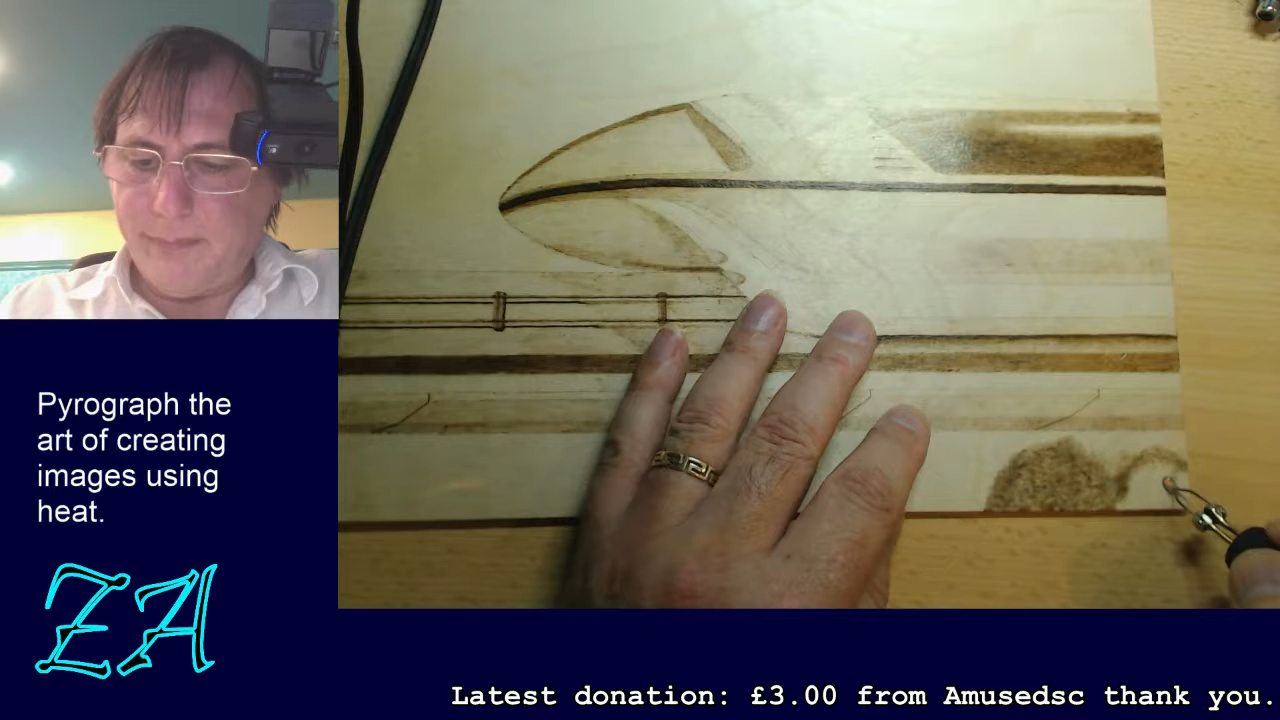 Pyrograph the
art of creating
images using
heat.
ZA
Latest donation: £3.00 from Amusedsc thank you.